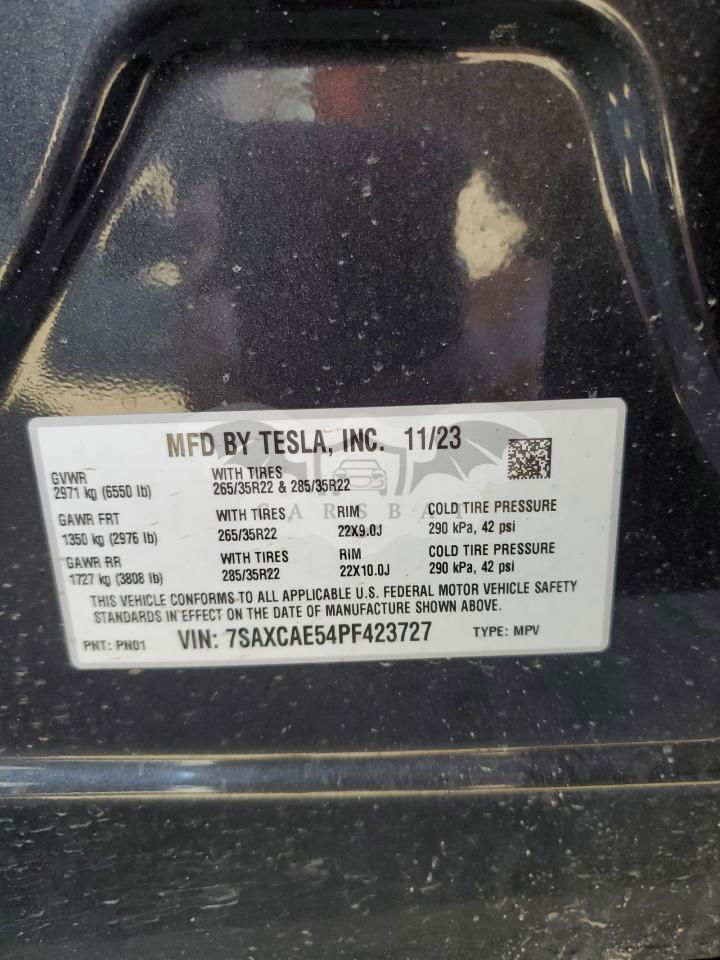 MFD BY TESLA, INC. 11/23
GVWR
2971 kg (6550 lb)
WITH TIRES
265/35R22 & 285/35R22
GAWR FRT
1350 kg (2976 lb)
WITH TIRES
265/35R22
RIM
22X9.0J
COLD TIRE PRESSURE
290 kPa, 42 psi
GAWR RR
1727 kg (3808 lb)
WITH TIRES
285/35R22
RIM
22X10.0J
COLD TIRE PRESSURE
290 kPa, 42 psi
THIS VEHICLE CONFORMS TO ALL APPLICABLE U.S. FEDERAL MOTOR VEHICLE SAFETY
STANDARDS IN EFFECT ON THE DATE OF MANUFACTURE SHOWN ABOVE.
PNT: PN01 VIN: 7SAXCAE54PF423727 TYPE: MPV
CARSBAT